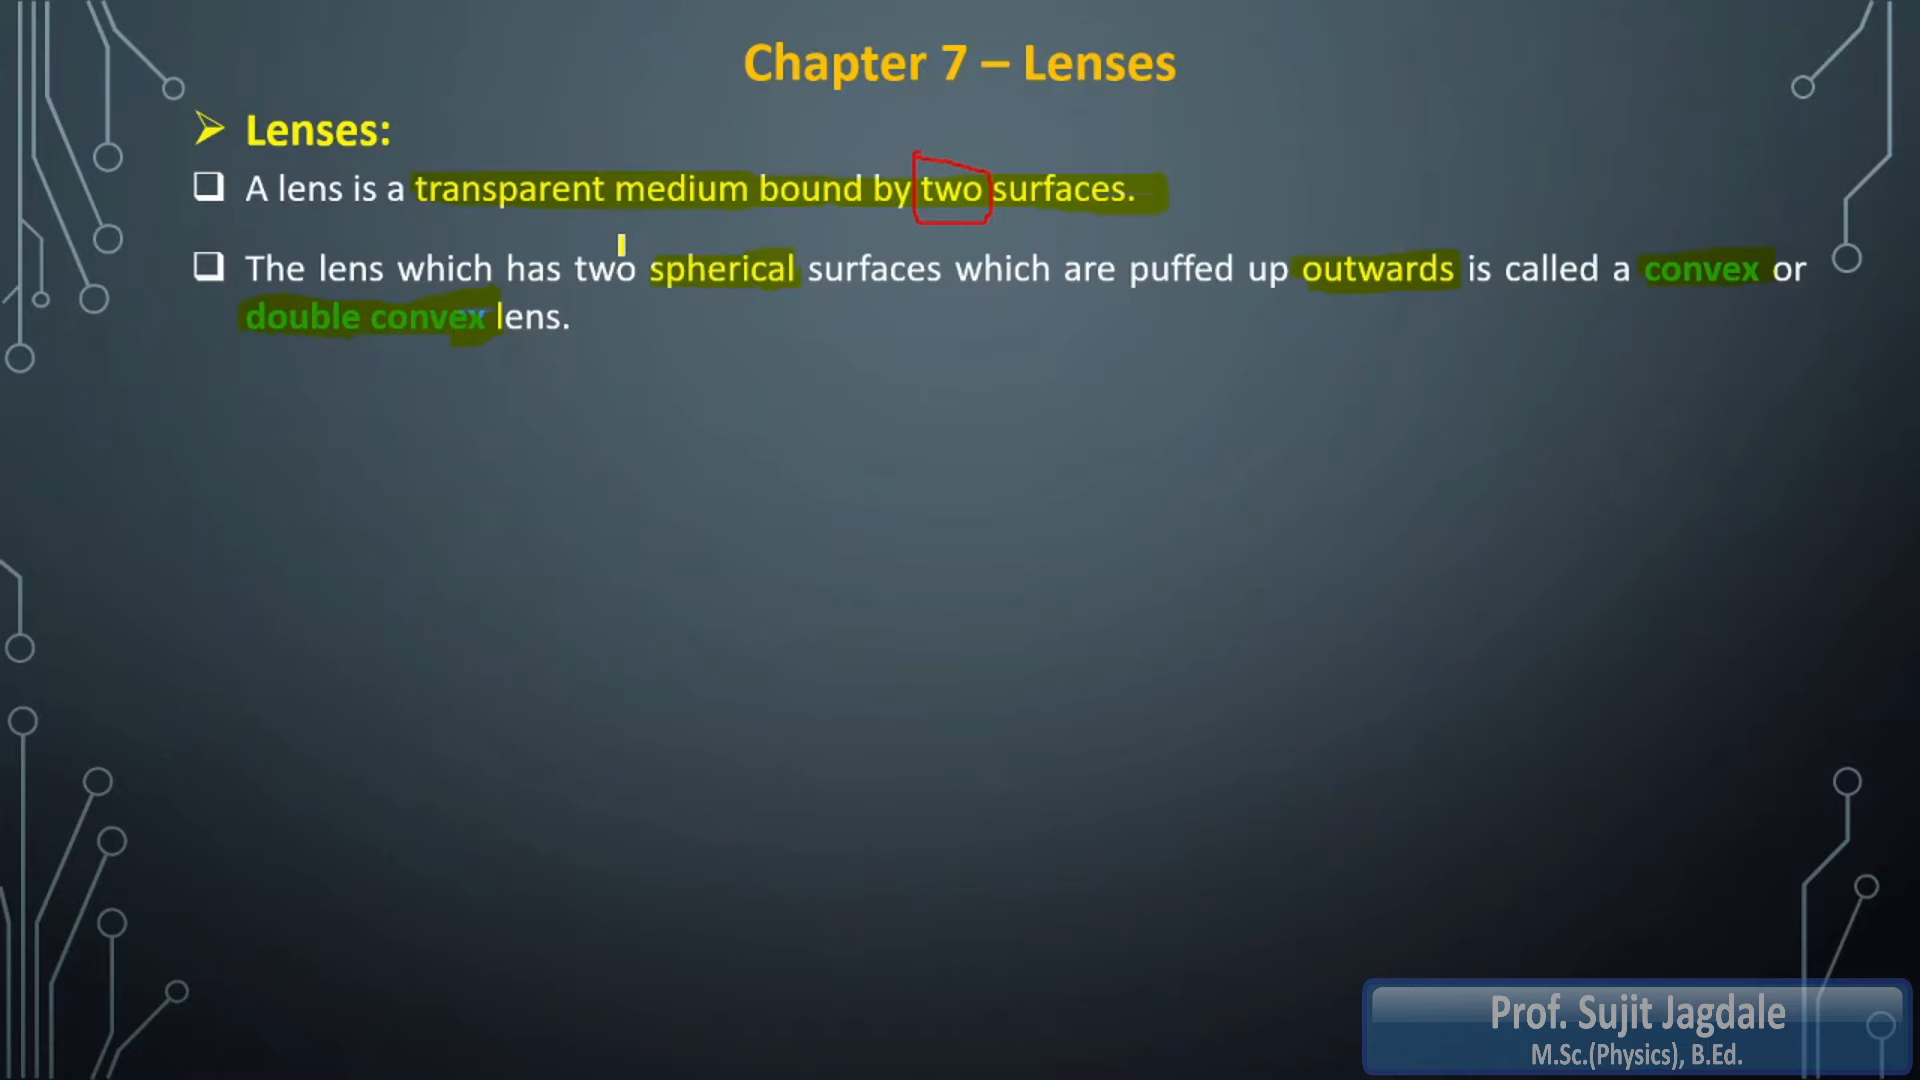 Chapter 7 – Lenses
Lenses:
A lens is a transparent medium bound by two surfaces.
The lens which has two spherical surfaces which are puffed up outwards is called a convex or
double convex lens.
Prof. Sujit Jagdale
M.Sc.(Physics), B.Ed.